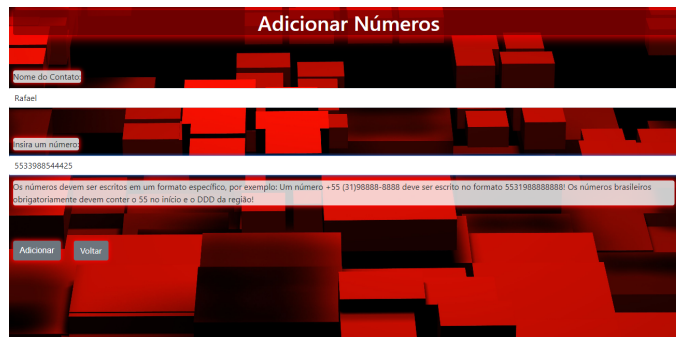 Adicionar Números
Nome do Contato:
Rafael
Insira um número:
5533988544425
Os números devem ser escritos em um formato específico, por exemplo: Um número +55 (31)98888-8888 deve ser escrito no formato 5531988888888! Os números brasileiros
obrigatoriamente devem conter o 55 no início e o DDD da região!
Adicionar Voltar